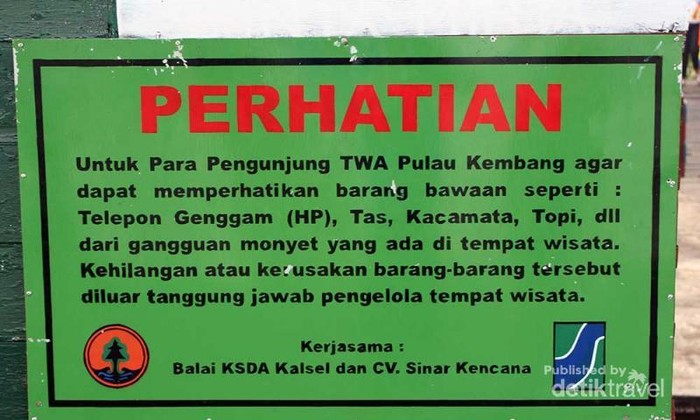 PERHATIAN
Untuk Para Pengunjung TWA Pulau Kembang agar
dapat memperhatikan barang bawaan seperti :
Telepon Genggam (HP), Tas, Kacamata, Topi, dll
dari gangguan monyet yang ada di tempat wisata.
Kehilangan atau kerusakan barang-barang tersebut
diluar tanggung jawab pengelola tempat wisata.
Kerjasama :
Balai KSDA Kalsel dan CV. Sinar Kencana
Published by
detiktravel